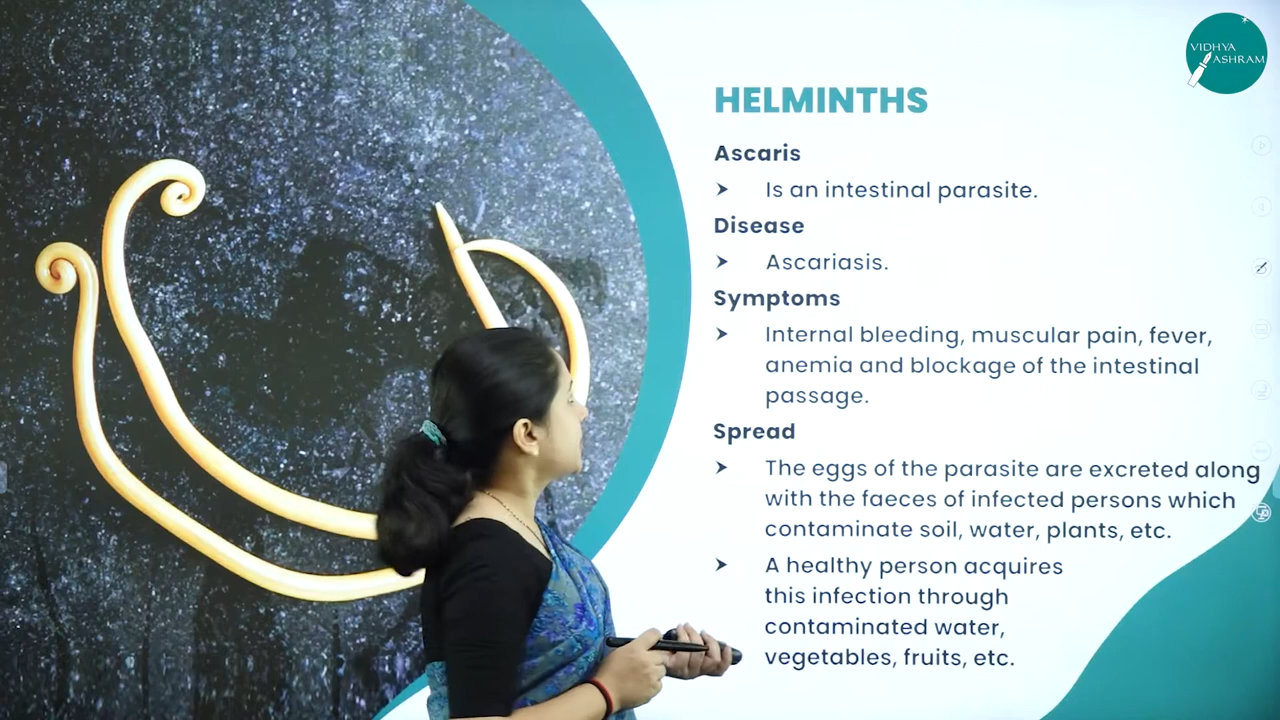 VIDHYA
ASHRAM
HELMINTHS
Ascaris
➤ Is an intestinal parasite.
Disease
➤ Ascariasis.
Symptoms
➤ Internal bleeding, muscular pain, fever,
anemia and blockage of the intestinal
passage.
Spread
➤ The eggs of the parasite are excreted along
with the faeces of infected persons which
contaminate soil, water, plants, etc.
➤ A healthy person acquires
this infection through
contaminated water,
vegetables, fruits, etc.